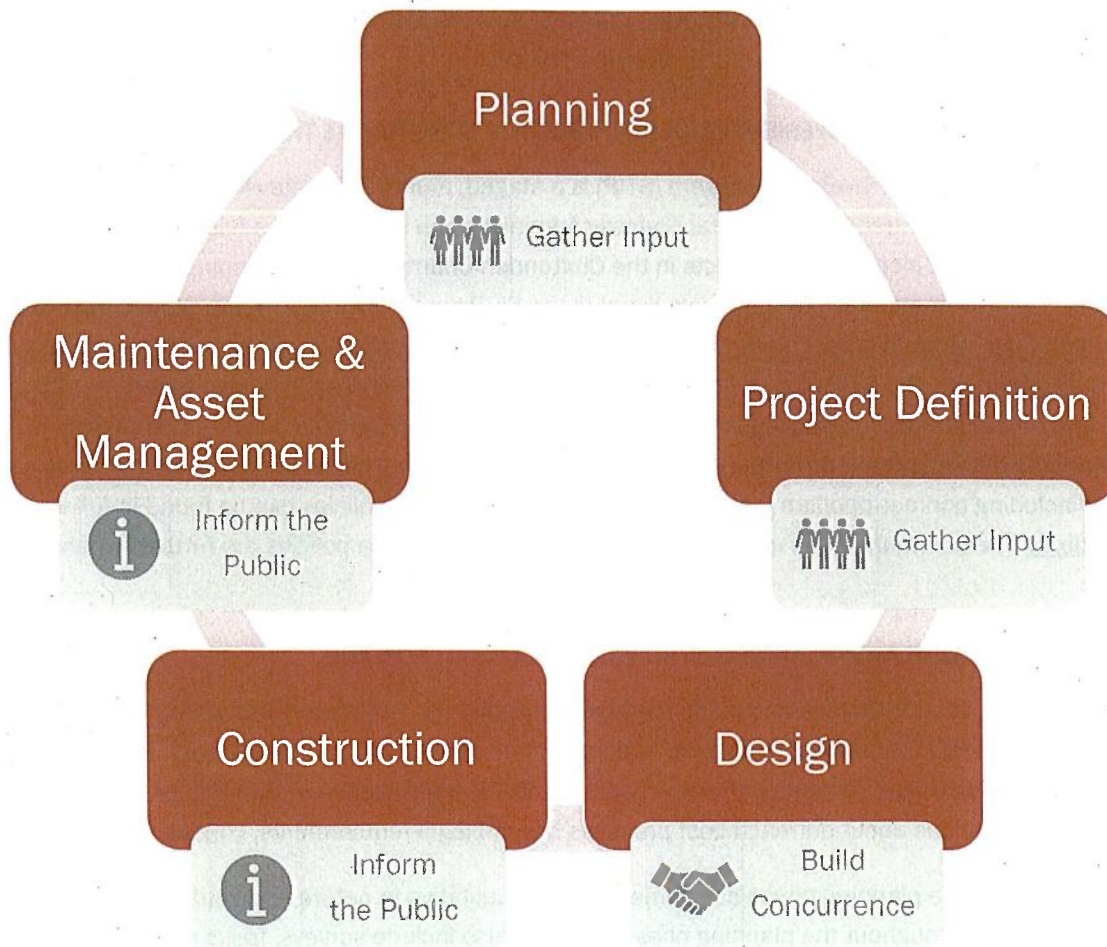 Planning
Gather Input
Project Definition
Gather Input
Design
Build
Concurrence
Construction
Inform
the Public
Maintenance &
Asset
Management
Inform the
Public